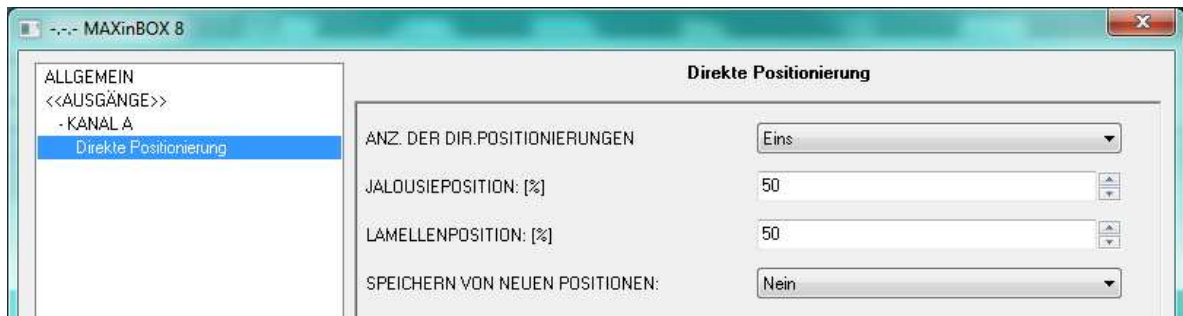 -.-.- MAXinBOX 8
ALLGEMEIN
<<AUSGÄNGE>>
- KANAL A
Direkte Positionierung
Direkte Positionierung
ANZ. DER DIR.POSITIONIERUNGEN
Eins
JALOUSIEPOSITION: [%]
50
LAMELLENPOSITION: [%]
50
SPEICHERN VON NEUEN POSITIONEN:
Nein